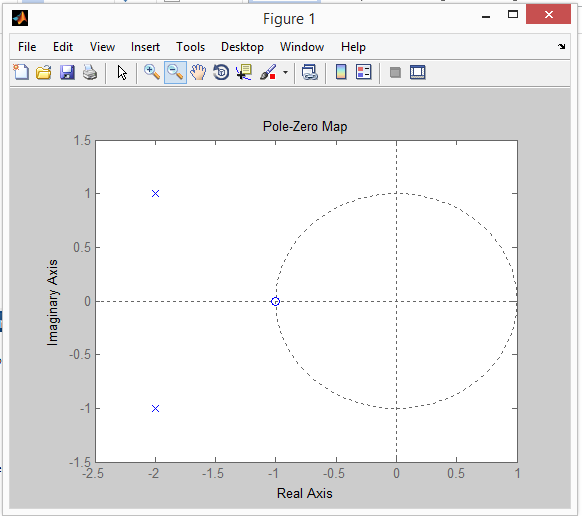 Figure 1
File Edit View Insert Tools Desktop Window Help
Pole-Zero Map
1.5
1
0.5
0
-0.5
-1
-1.5
Imaginary Axis
-2.5 -2 -1.5 -1 -0.5 0 0.5 1
Real Axis